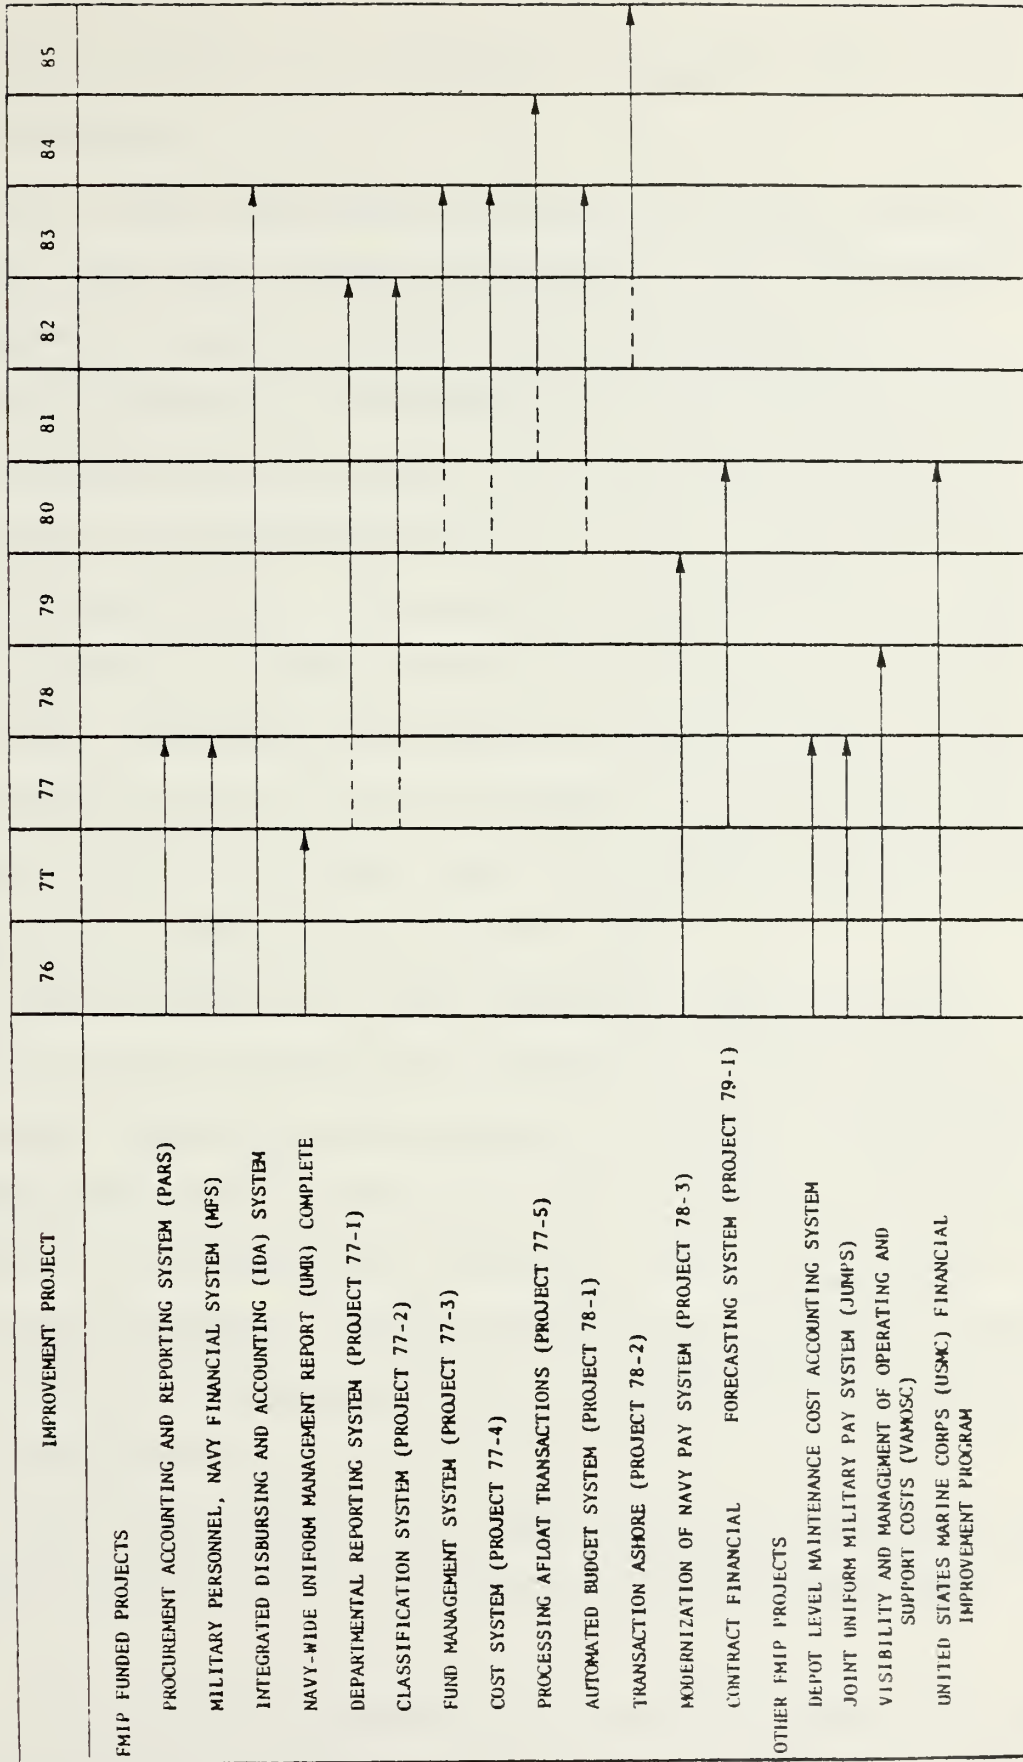 IMPROVEMENT PROJECT 76 7T 77 78 79 80 81 82 83 84 85
FMIP FUNDED PROJECTS
PROCUREMENT ACCOUNTING AND REPORTING SYSTEM (PARS)
MILITARY PERSONNEL, NAVY FINANCIAL SYSTEM (MFS)
INTEGRATED DISBURSING AND ACCOUNTING (IDA) SYSTEM
NAVY-WIDE UNIFORM MANAGEMENT REPORT (UMR) COMPLETE
DEPARTMENTAL REPORTING SYSTEM (PROJECT 77-1)
CLASSIFICATION SYSTEM (PROJECT 77-2)
FUND MANAGEMENT SYSTEM (PROJECT 77-3)
COST SYSTEM (PROJECT 77-4)
PROCESSING AFLOAT TRANSACTIONS (PROJECT 77-5)
AUTOMATED BUDGET SYSTEM (PROJECT 78-1)
TRANSACTION ASHORE (PROJECT 78-2)
MODERNIZATION OF NAVY PAY SYSTEM (PROJECT 78-3)
CONTRACT FINANCIAL FORECASTING SYSTEM (PROJECT 79-1)
OTHER FMIP PROJECTS
DEPOT LEVEL MAINTENANCE COST ACCOUNTING SYSTEM
JOINT UNIFORM MILITARY PAY SYSTEM (JUMPS)
VISIBILITY AND MANAGEMENT OF OPERATING AND
SUPPORT COSTS (VAMOSC)
UNITED STATES MARINE CORPS (USMC) FINANCIAL
IMPROVEMENT PROGRAM